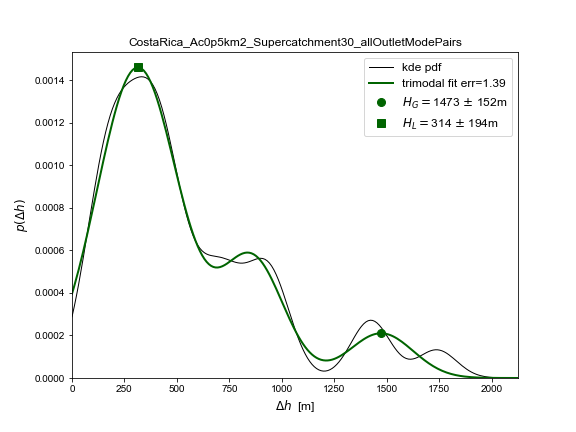 CostaRica_Ac0p5km2_Supercatchment30_allOutletModePairs
kde pdf
trimodal fit err=1.39
H_G = 1473 ± 152m
H_L = 314 ± 194m
p(Δh)
0.0014
0.0012
0.0010
0.0008
0.0006
0.0004
0.0002
0.0000
0 250 500 750 1000 1250 1500 1750 2000
Δh [m]